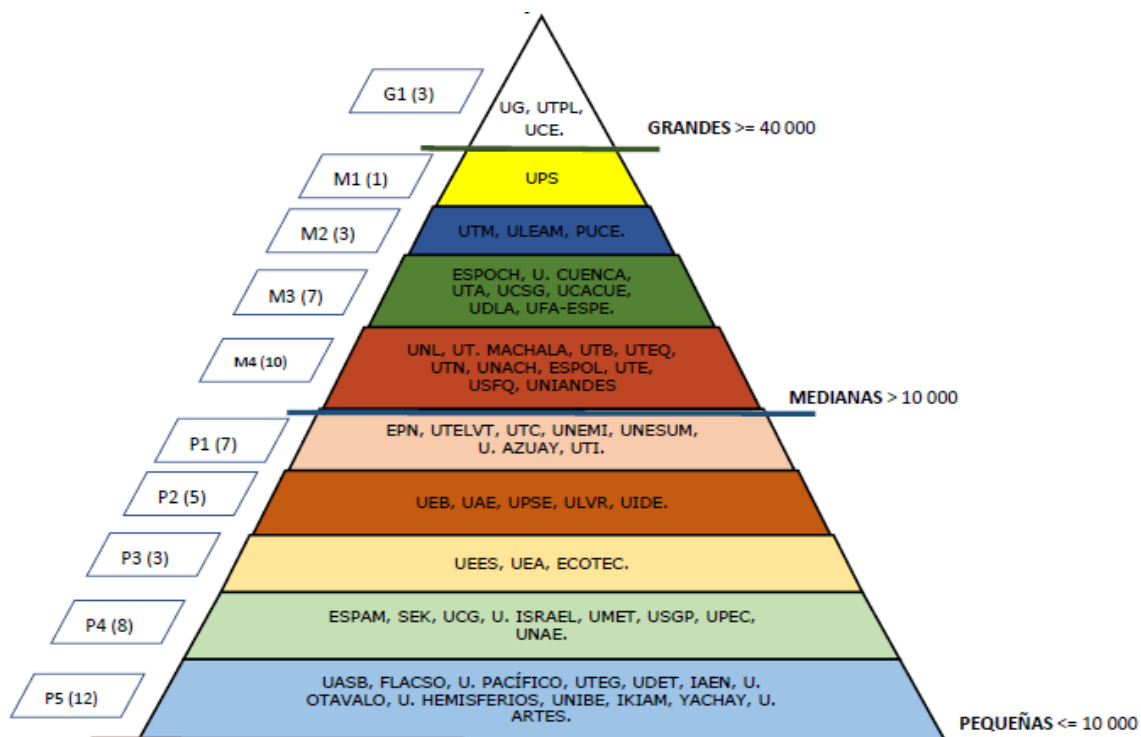 G1 (3)
UG, UTPL,
UCE.
GRANDES >= 40 000
M1 (1)
UPS
M2 (3)
UTM, ULEAM, PUCE.
M3 (7)
ESPOCH, U. CUENCA,
UTA, UCSG, UCACUE,
UDLA, UFA-ESPE.
M4 (10)
UNL, UT. MACHALA, UTB, UTEQ,
UTN, UNACH, ESPOL, UTE,
USFQ, UNIANDES
MEDIANAS > 10 000
P1 (7)
EPN, UTELVT, UTC, UNEMI, UNESUM,
U. AZUAY, UTI.
P2 (5)
UEB, UAE, UPSE, ULVR, UIDE.
P3 (3)
UEES, UEA, ECOTEC.
P4 (8)
ESPAM, SEK, UCG, U. ISRAEL, UMET, USGP, UPEC,
UNAE.
P5 (12)
UASB, FLACSO, U. PACÍFICO, UTEG, UDET, IAEN, U.
OTAVALO, U. HEMISFERIOS, UNIBE, IKIAM, YACHAY, U.
ARTES.
PEQUEÑAS <= 10 000